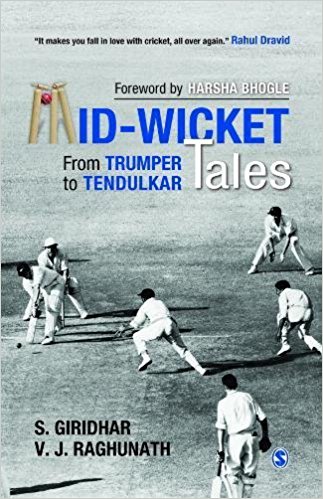 "It makes you fall in love with cricket, all over again." Rahul Dravid
Foreword by HARSHA BHOGLE
MID-WICKET
From TRUMPER Tales
to TENDULKAR
S. GIRIDHAR
V. J. RAGHUNATH
S